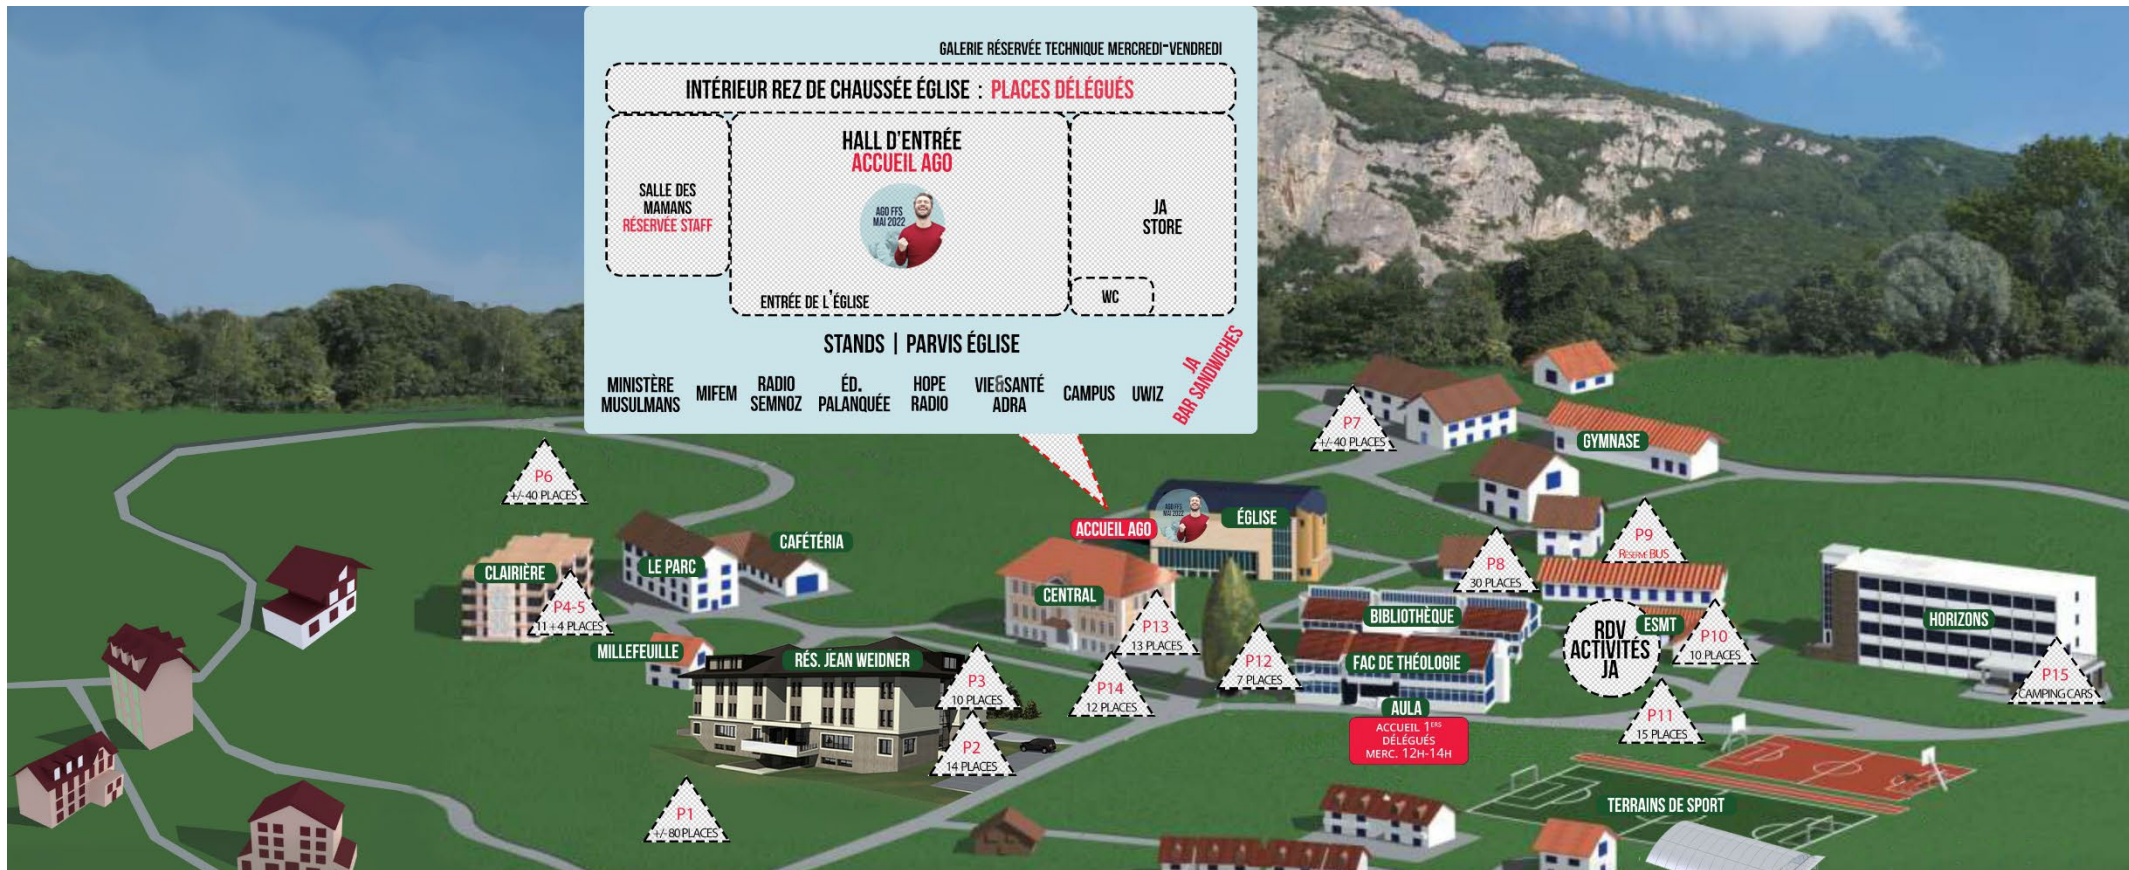 GALERIE RÉSERVÉE TECHNIQUE MERCREDI-VENDREDI
INTÉRIEUR REZ DE CHAUSSÉE ÉGLISE : PLACES DÉLÉGUÉS
SALLE DES
MAMANS
RÉSERVÉE STAFF
HALL D'ENTRÉE
ACCUEIL AGO
AGO FFS
MAI 2022
ENTRÉE DE L'ÉGLISE
JA
STORE
WC
STANDS | PARVIS ÉGLISE
MINISTÈRE
MUSULMANS
MIFEM
RADIO
SEMNOZ
ÉD.
PALANQUÉE
HOPE
RADIO
VIE&SANTÉ
ADRA
CAMPUS
UWIZ
JA
BAR SANDWICHES
P7
+/-40 PLACES
GYMNASE
P6
+/-40 PLACES
ACCUEIL AGO
AGO FFS
MAI 2022
ÉGLISE
CAFÉTÉRIA
LE PARC
CLAIRIÈRE
P4-5
11 + 4 PLACES
CENTRAL
P8
30 PLACES
P9
RÉSERVÉ BUS
BIBLIOTHÈQUE
RDV
ACTIVITÉS
JA
ESMT
P10
10 PLACES
HORIZONS
P15
CAMPING CARS
MILLEFEUILLE
RÉS. JEAN WEIDNER
P3
10 PLACES
P13
13 PLACES
P14
12 PLACES
P12
7 PLACES
FAC DE THÉOLOGIE
AULA
ACCUEIL 1ERS
DÉLÉGUÉS
MERC. 12H-14H
P11
15 PLACES
P2
14 PLACES
P1
+/- 80 PLACES
TERRAINS DE SPORT